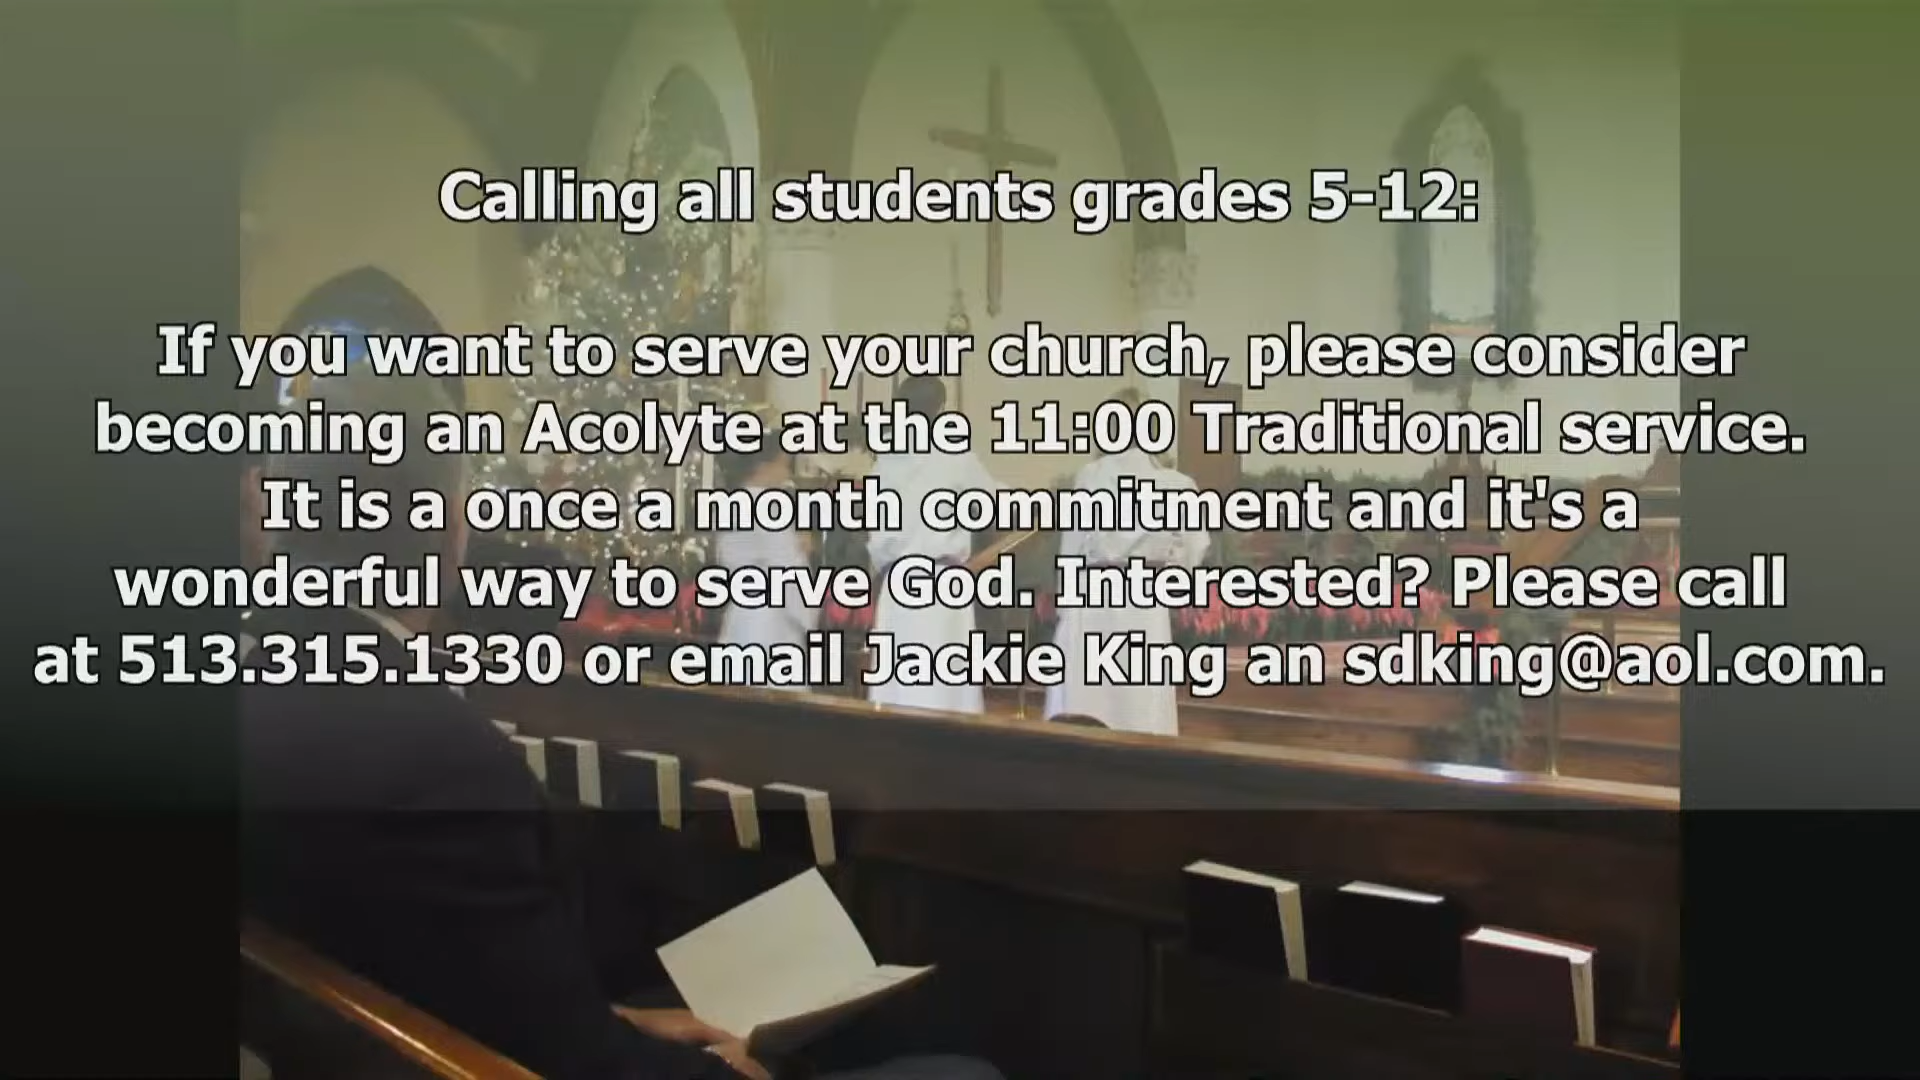 Calling all students grades 5-12:
If you want to serve your church, please consider
becoming an Acolyte at the 11:00 Traditional service.
It is a once a month commitment and it's a
wonderful way to serve God. Interested? Please call
at 513.315.1330 or email Jackie King an sdking@aol.com.